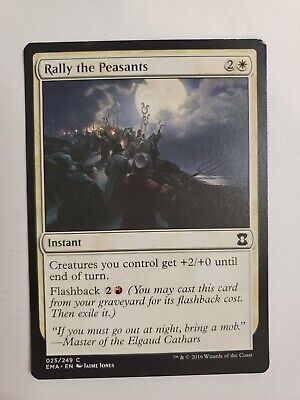 Rally the Peasants 2
Instant
Creatures you control get +2/+0 until
end of turn.
Flashback 2 (You may cast this
card from your graveyard for its flashback cost.
Then exile it.)
"If you must go out at night, bring a mob."
—Master of the Elgaud Cathars
025/249 C
EMA • EN Jaime Jones
™ & © 2016 Wizards of the Coast